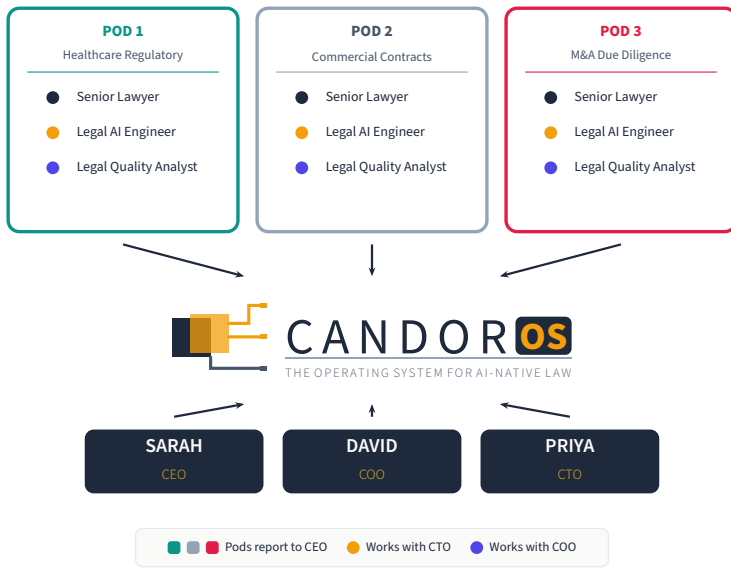 POD 1
Healthcare Regulatory
Senior Lawyer
Legal AI Engineer
Legal Quality Analyst
POD 2
Commercial Contracts
Senior Lawyer
Legal AI Engineer
Legal Quality Analyst
POD 3
M&A Due Diligence
Senior Lawyer
Legal AI Engineer
Legal Quality Analyst
CANDOR OS
THE OPERATING SYSTEM FOR AI-NATIVE LAW
SARAH
CEO
DAVID
COO
PRIYA
CTO
Pods report to CEO
Works with CTO
Works with COO